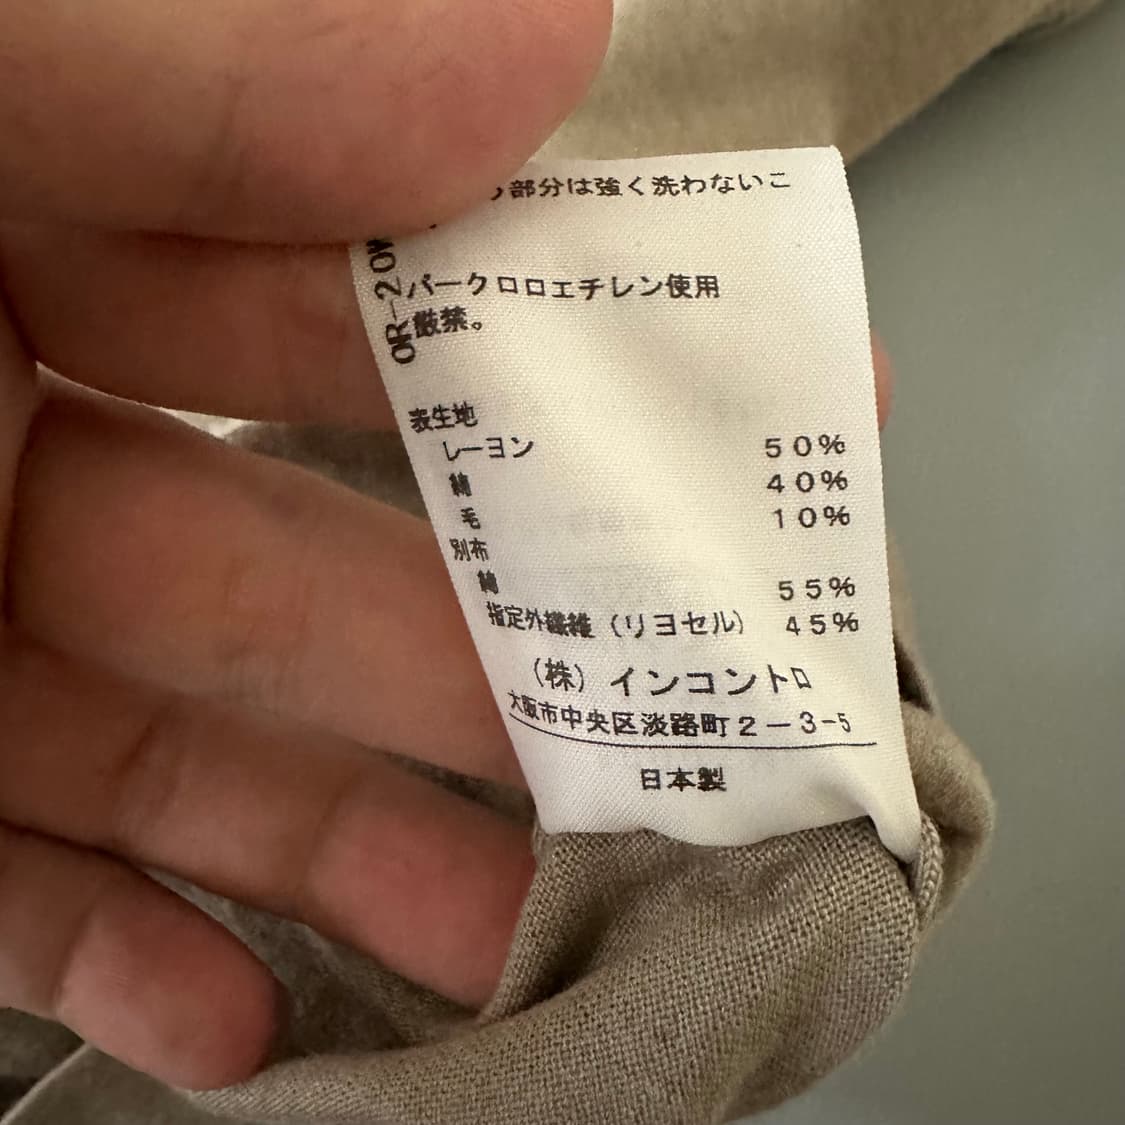 部分は強く洗わないこ
パークロロエチレン使用
厳禁。
OR-20W
表生地
レーヨン 50%
綿 40%
毛 10%
別布
綿 55%
指定外繊維（リヨセル） 45%
（株）インコントロ
大阪市中央区淡路町2-3-5
日本製